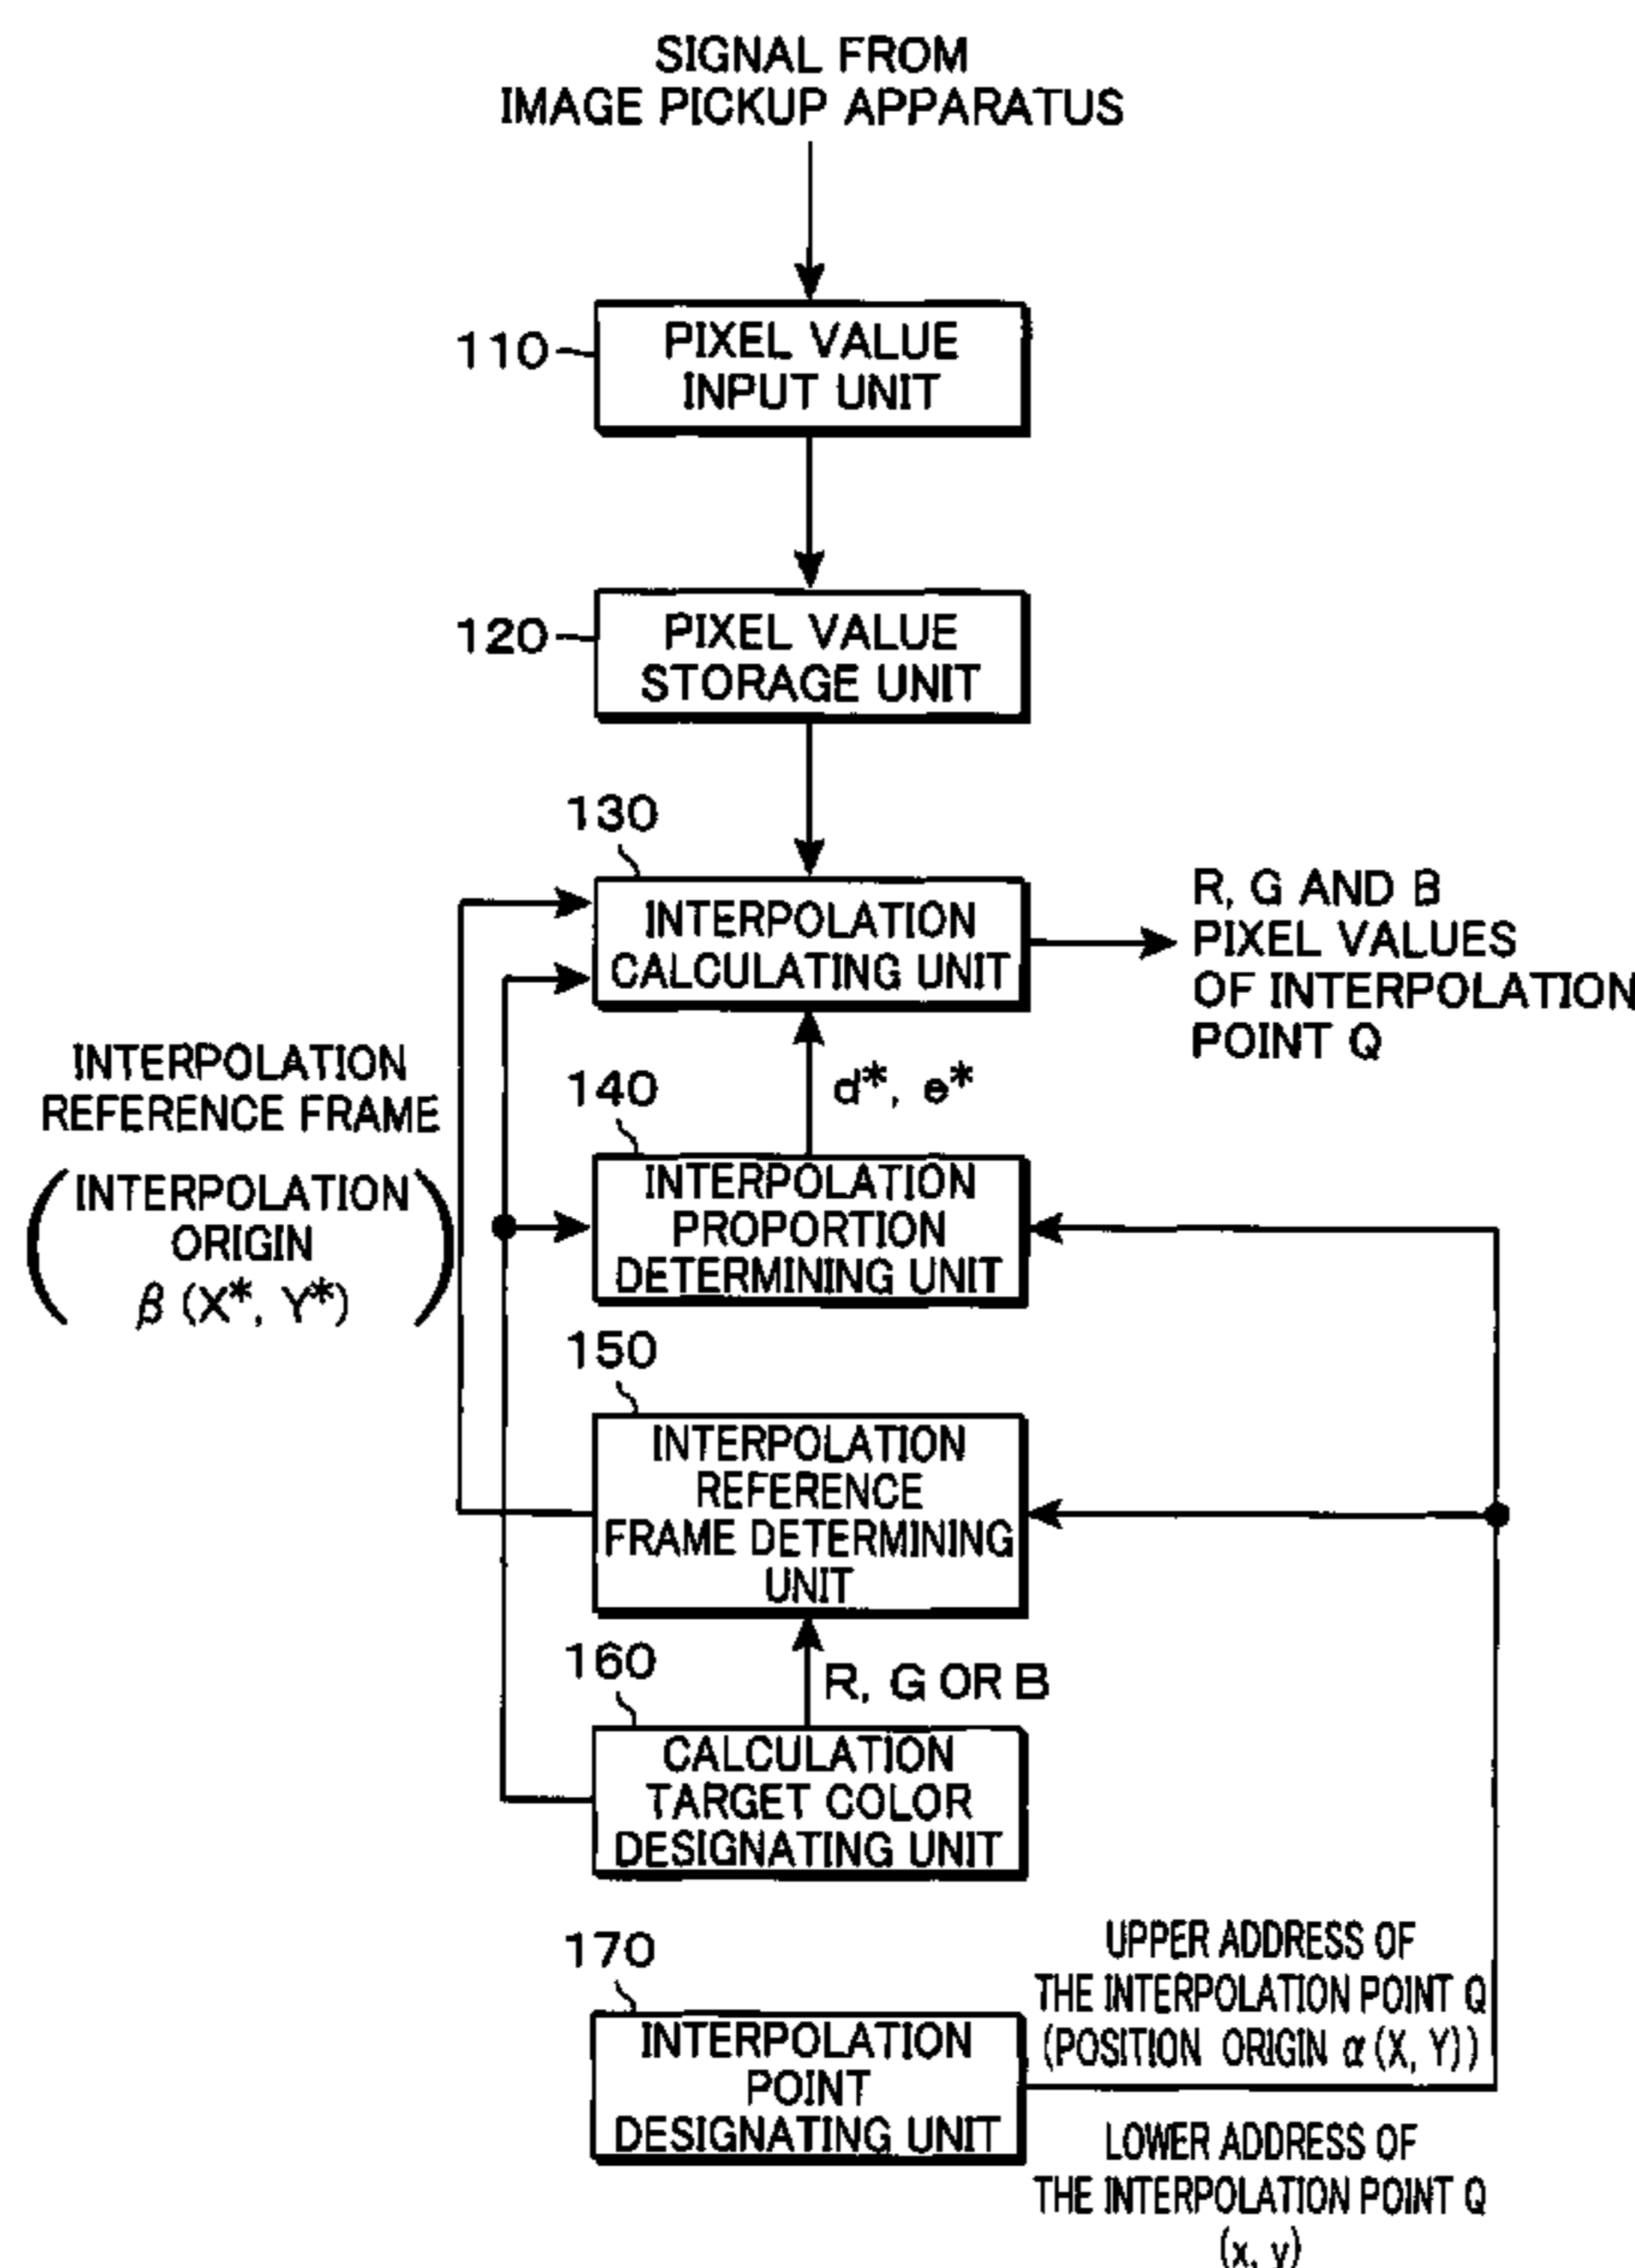 SIGNAL FROM
IMAGE PICKUP APPARATUS
110
PIXEL VALUE
INPUT UNIT
120
PIXEL VALUE
STORAGE UNIT
130
INTERPOLATION
CALCULATING UNIT
R, G AND B
PIXEL VALUES
OF INTERPOLATION
POINT Q
INTERPOLATION
REFERENCE FRAME
(INTERPOLATION
ORIGIN
β (X*, Y*))
140
d*, e*
INTERPOLATION
PROPORTION
DETERMINING UNIT
150
INTERPOLATION
REFERENCE
FRAME DETERMINING
UNIT
160
R, G OR B
CALCULATION
TARGET COLOR
DESIGNATING UNIT
170
INTERPOLATION
POINT
DESIGNATING UNIT
UPPER ADDRESS OF
THE INTERPOLATION POINT Q
(POSITION ORIGIN α (X, Y))
LOWER ADDRESS OF
THE INTERPOLATION POINT Q
(x, y)